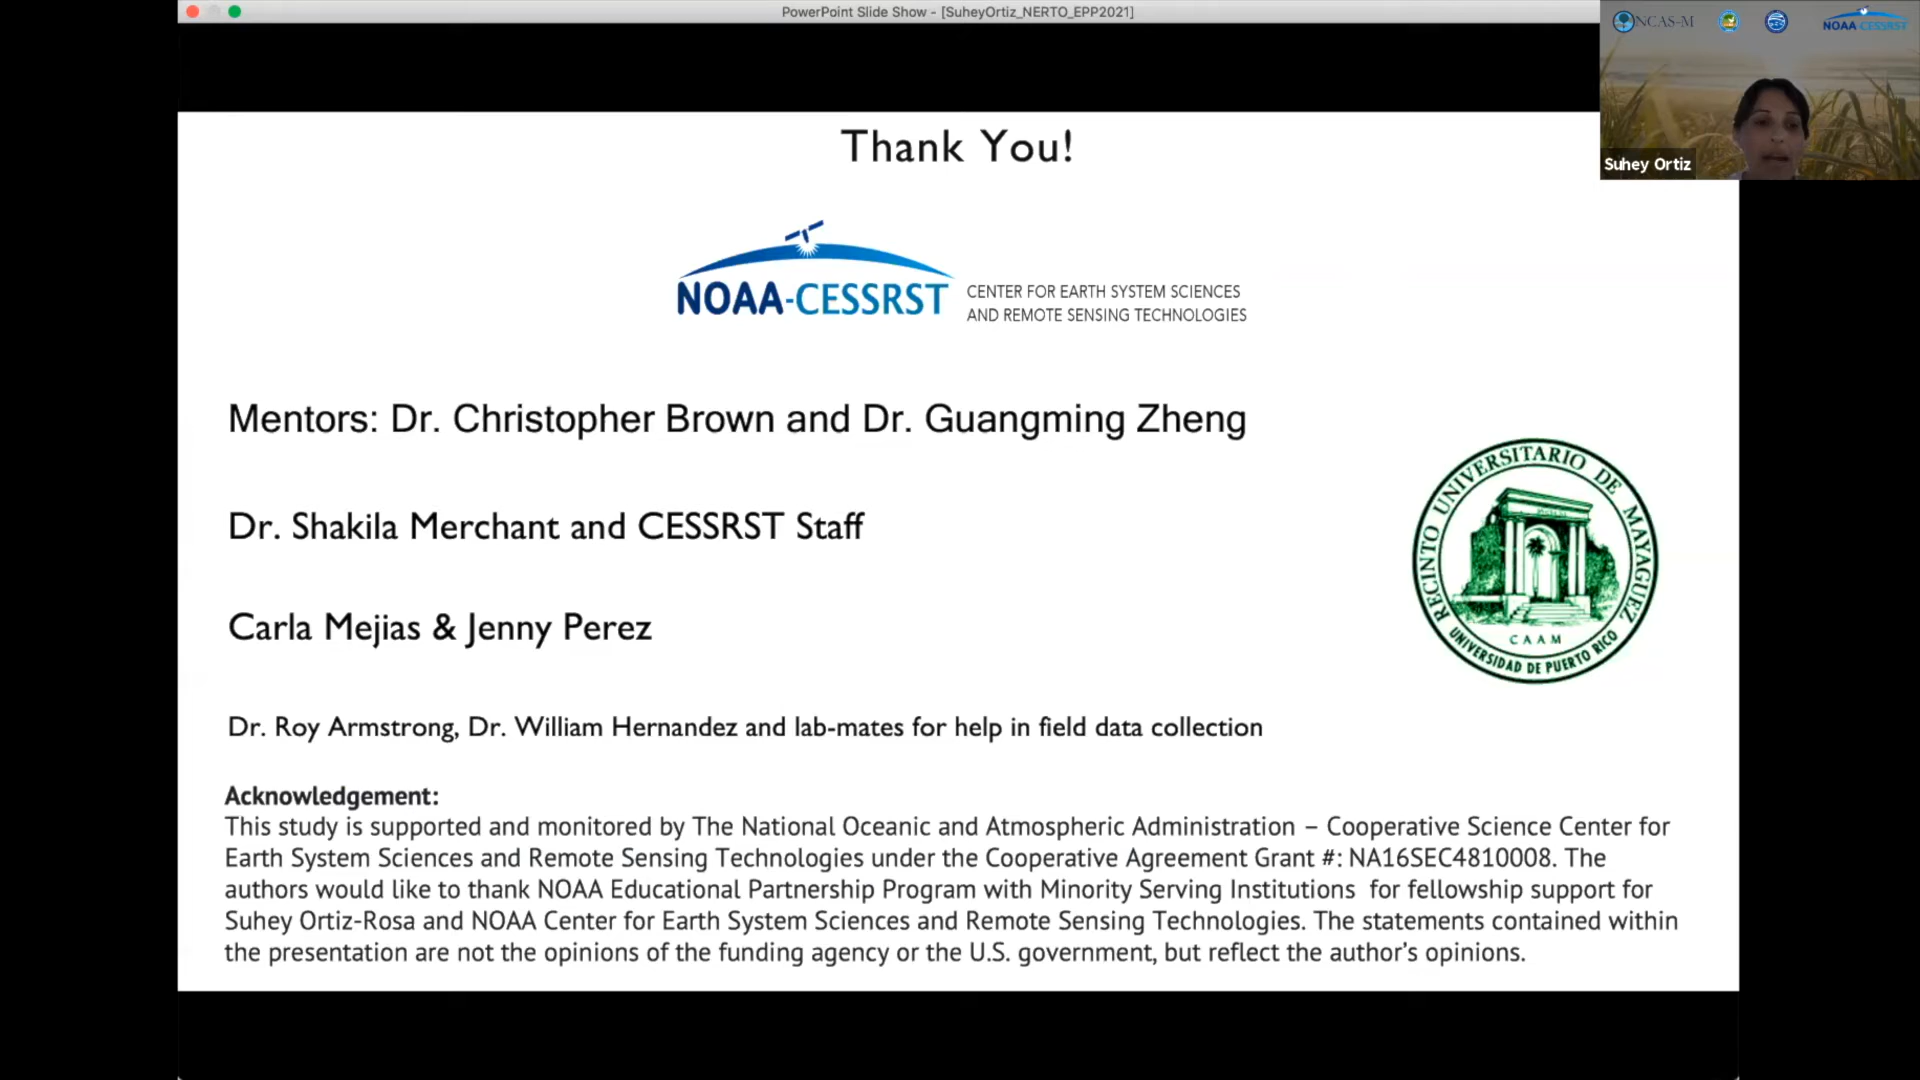 PowerPoint Slide Show - [SuheyOrtiz_NERTO_EPP2021]
NCAS-M
NOAA-CESSRST
Suhey Ortiz
Thank You!
NOAA-CESSRST
CENTER FOR EARTH SYSTEM SCIENCES
AND REMOTE SENSING TECHNOLOGIES
Mentors: Dr. Christopher Brown and Dr. Guangming Zheng
Dr. Shakila Merchant and CESSRST Staff
Carla Mejias & Jenny Perez
RECINTO UNIVERSITARIO DE MAYAGUEZ
CAAM
UNIVERSIDAD DE PUERTO RICO
Dr. Roy Armstrong, Dr. William Hernandez and lab-mates for help in field data collection
Acknowledgement:
This study is supported and monitored by The National Oceanic and Atmospheric Administration – Cooperative Science Center for
Earth System Sciences and Remote Sensing Technologies under the Cooperative Agreement Grant #: NA16SEC4810008. The
authors would like to thank NOAA Educational Partnership Program with Minority Serving Institutions for fellowship support for
Suhey Ortiz-Rosa and NOAA Center for Earth System Sciences and Remote Sensing Technologies. The statements contained within
the presentation are not the opinions of the funding agency or the U.S. government, but reflect the author's opinions.